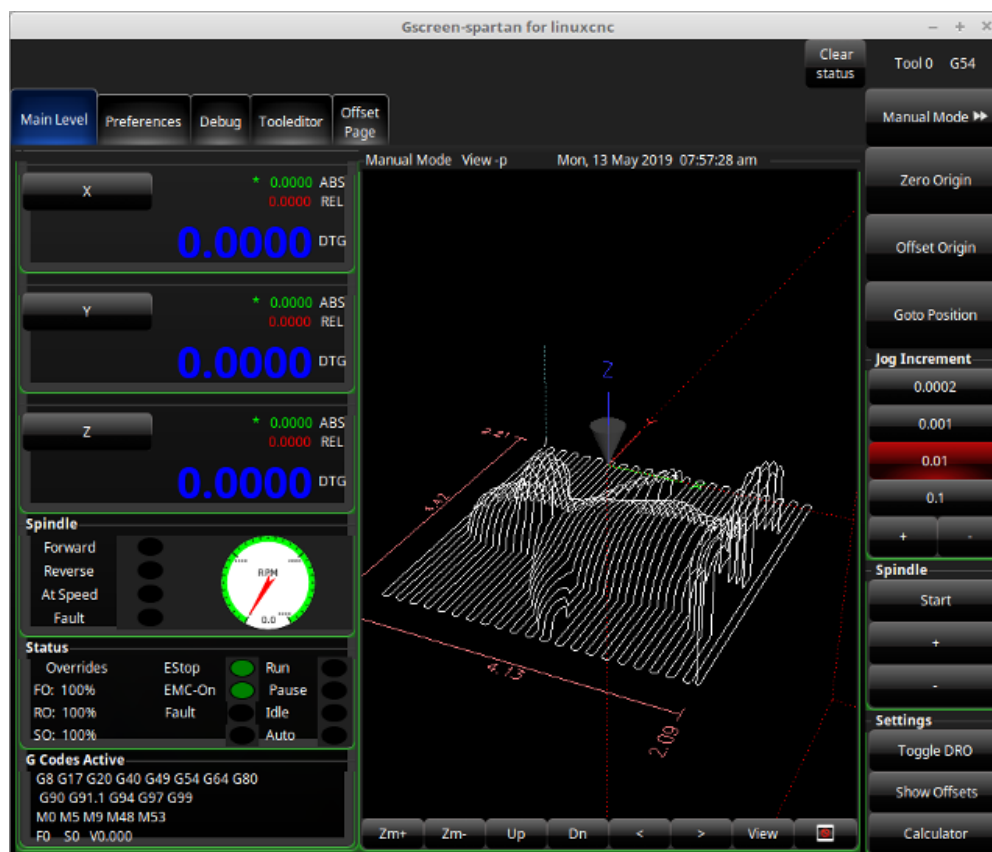 Gscreen-spartan for linuxcnc
Clear
status
Tool 0 G54
Main Level
Preferences
Debug
Tooleditor
Offset
Page
Manual Mode
Manual Mode View -p Mon, 13 May 2019 07:57:28 am
X
* 0.0000 ABS
0.0000 REL
0.0000 DTG
Y
* 0.0000 ABS
0.0000 REL
0.0000 DTG
Z
* 0.0000 ABS
0.0000 REL
0.0000 DTG
Spindle
Forward
Reverse
At Speed
Fault
RPM
0.0
Status
Overrides EStop Run
FO: 100% EMC-On Pause
RO: 100% Fault Idle
SO: 100% Auto
G Codes Active
G8 G17 G20 G40 G49 G54 G64 G80
G90 G91.1 G94 G97 G99
M0 M5 M9 M48 M53
F0 S0 V0.000
Z
4.13
2.09
Zm+ Zm- Up Dn < > View
Zero Origin
Offset Origin
Goto Position
Jog Increment
0.0002
0.001
0.01
0.1
+ -
Spindle
Start
+
-
Settings
Toggle DRO
Show Offsets
Calculator